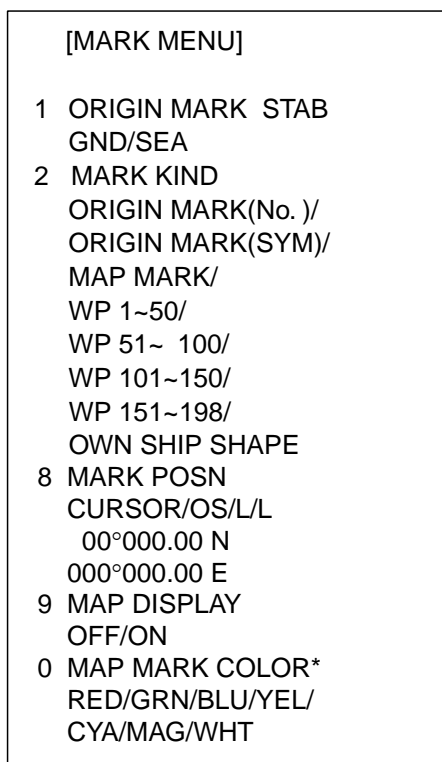 [MARK MENU]
1 ORIGIN MARK STAB
GND/SEA
2 MARK KIND
ORIGIN MARK(No. )/
ORIGIN MARK(SYM)/
MAP MARK/
WP 1~50/
WP 51~ 100/
WP 101~150/
WP 151~198/
OWN SHIP SHAPE
8 MARK POSN
CURSOR/OS/L/L
00°000.00 N
000°000.00 E
9 MAP DISPLAY
OFF/ON
0 MAP MARK COLOR*
RED/GRN/BLU/YEL/
CYA/MAG/WHT